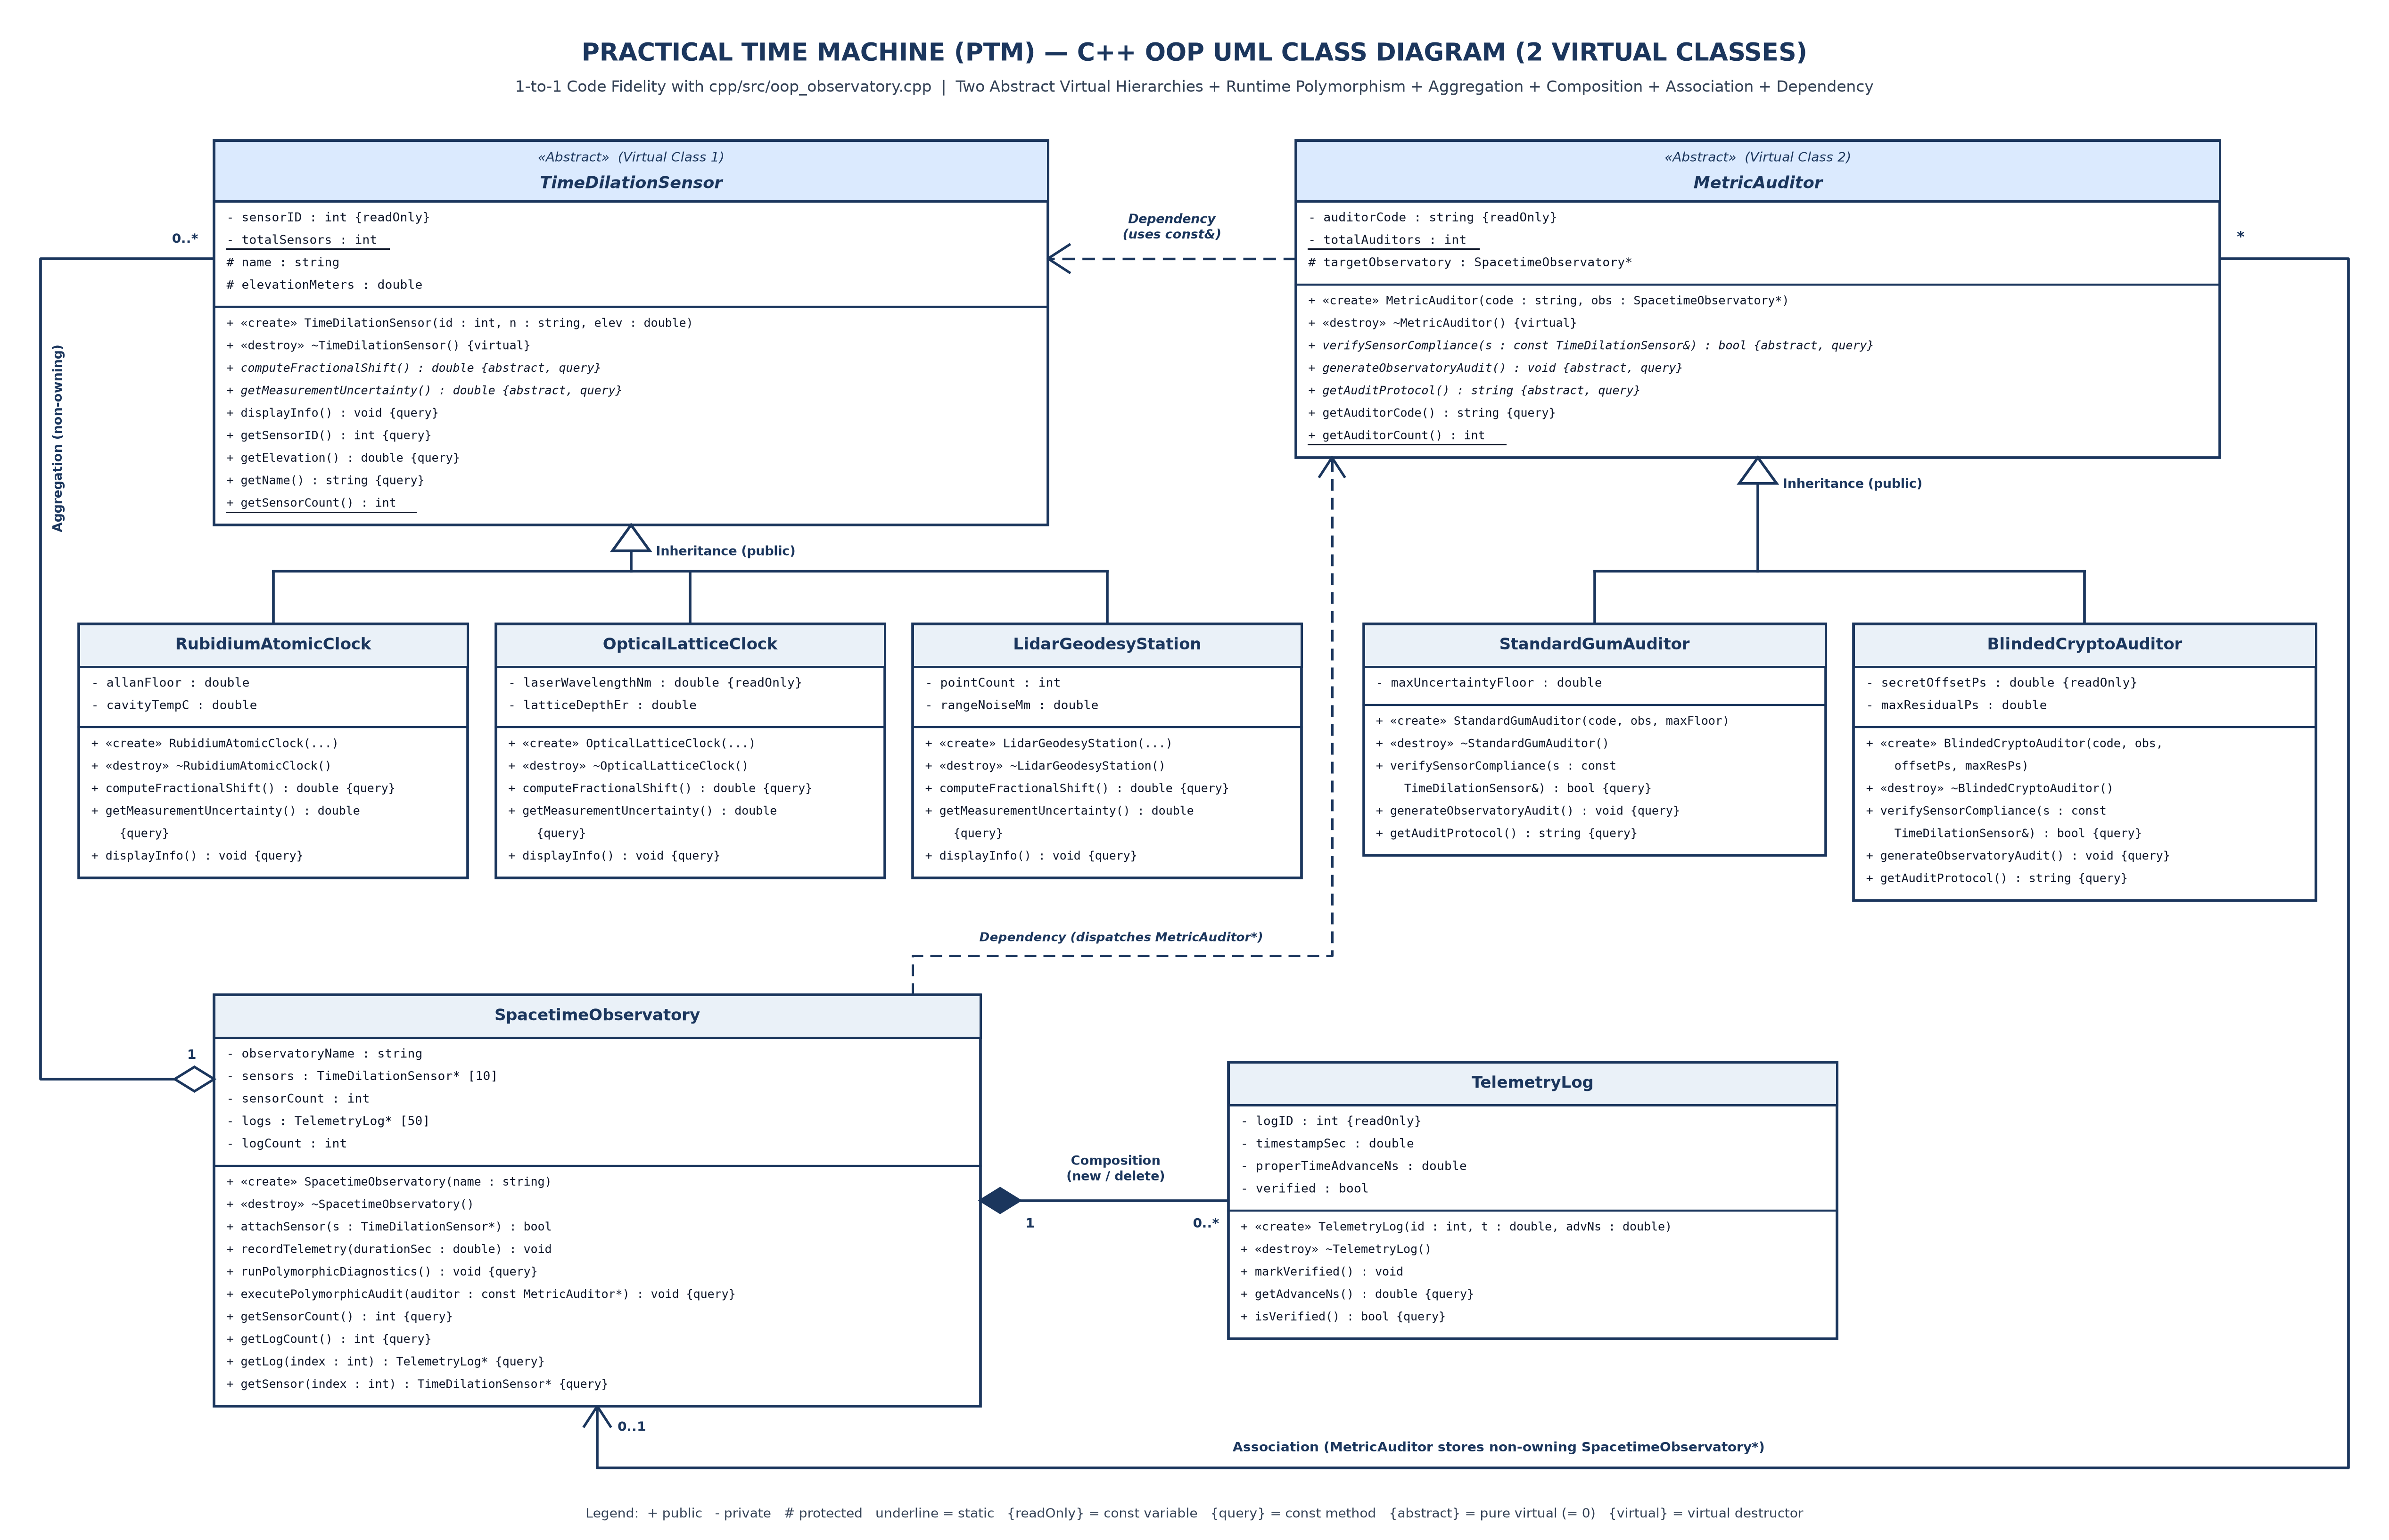 PRACTICAL TIME MACHINE (PTM) — C++ OOP UML CLASS DIAGRAM (2 VIRTUAL CLASSES)
1-to-1 Code Fidelity with cpp/src/oop_observatory.cpp | Two Abstract Virtual Hierarchies + Runtime Polymorphism + Aggregation + Composition + Association + Dependency
«Abstract» (Virtual Class 1)
TimeDilationSensor
- sensorID : int {readOnly}
- totalSensors : int
# name : string
# elevationMeters : double
+ «create» TimeDilationSensor(id : int, n : string, elev : double)
+ «destroy» ~TimeDilationSensor() {virtual}
+ computeFractionalShift() : double {abstract, query}
+ getMeasurementUncertainty() : double {abstract, query}
+ displayInfo() : void {query}
+ getSensorID() : int {query}
+ getElevation() : double {query}
+ getName() : string {query}
+ getSensorCount() : int
Dependency
(uses const&)
«Abstract» (Virtual Class 2)
MetricAuditor
- auditorCode : string {readOnly}
- totalAuditors : int
# targetObservatory : SpacetimeObservatory*
+ «create» MetricAuditor(code : string, obs : SpacetimeObservatory*)
+ «destroy» ~MetricAuditor() {virtual}
+ verifySensorCompliance(s : const TimeDilationSensor&) : bool {abstract, query}
+ generateObservatoryAudit() : void {abstract, query}
+ getAuditProtocol() : string {abstract, query}
+ getAuditorCode() : string {query}
+ getAuditorCount() : int
0..*
*
Aggregation (non-owning)
Inheritance (public)
Inheritance (public)
RubidiumAtomicClock
- allanFloor : double
- cavityTempC : double
+ «create» RubidiumAtomicClock(...)
+ «destroy» ~RubidiumAtomicClock()
+ computeFractionalShift() : double {query}
+ getMeasurementUncertainty() : double
{query}
+ displayInfo() : void {query}
OpticalLatticeClock
- laserWavelengthNm : double {readOnly}
- latticeDepthEr : double
+ «create» OpticalLatticeClock(...)
+ «destroy» ~OpticalLatticeClock()
+ computeFractionalShift() : double {query}
+ getMeasurementUncertainty() : double
{query}
+ displayInfo() : void {query}
LidarGeodesyStation
- pointCount : int
- rangeNoiseMm : double
+ «create» LidarGeodesyStation(...)
+ «destroy» ~LidarGeodesyStation()
+ computeFractionalShift() : double {query}
+ getMeasurementUncertainty() : double
{query}
+ displayInfo() : void {query}
StandardGumAuditor
- maxUncertaintyFloor : double
+ «create» StandardGumAuditor(code, obs, maxFloor)
+ «destroy» ~StandardGumAuditor()
+ verifySensorCompliance(s : const
TimeDilationSensor&) : bool {query}
+ generateObservatoryAudit() : void {query}
+ getAuditProtocol() : string {query}
BlindedCryptoAuditor
- secretOffsetPs : double {readOnly}
- maxResidualPs : double
+ «create» BlindedCryptoAuditor(code, obs,
offsetPs, maxResPs)
+ «destroy» ~BlindedCryptoAuditor()
+ verifySensorCompliance(s : const
TimeDilationSensor&) : bool {query}
+ generateObservatoryAudit() : void {query}
+ getAuditProtocol() : string {query}
Dependency (dispatches MetricAuditor*)
1
SpacetimeObservatory
- observatoryName : string
- sensors : TimeDilationSensor* [10]
- sensorCount : int
- logs : TelemetryLog* [50]
- logCount : int
+ «create» SpacetimeObservatory(name : string)
+ «destroy» ~SpacetimeObservatory()
+ attachSensor(s : TimeDilationSensor*) : bool
+ recordTelemetry(durationSec : double) : void
+ runPolymorphicDiagnostics() : void {query}
+ executePolymorphicAudit(auditor : const MetricAuditor*) : void {query}
+ getSensorCount() : int {query}
+ getLogCount() : int {query}
+ getLog(index : int) : TelemetryLog* {query}
+ getSensor(index : int) : TimeDilationSensor* {query}
Composition
(new / delete)
1
0..*
TelemetryLog
- logID : int {readOnly}
- timestampSec : double
- properTimeAdvanceNs : double
- verified : bool
+ «create» TelemetryLog(id : int, t : double, advNs : double)
+ «destroy» ~TelemetryLog()
+ markVerified() : void
+ getAdvanceNs() : double {query}
+ isVerified() : bool {query}
0..1
Association (MetricAuditor stores non-owning SpacetimeObservatory*)
Legend: + public - private # protected underline = static {readOnly} = const variable {query} = const method {abstract} = pure virtual (= 0) {virtual} = virtual destructor